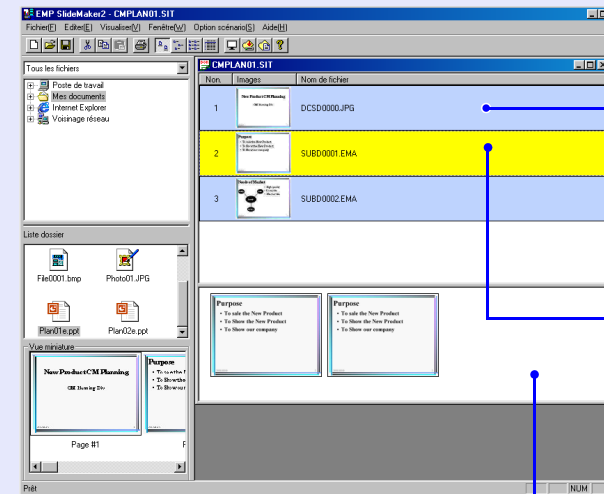 EMP SlideMaker2 - CMPLAN01.SIT
Fichier(F) Editer(E) Visualiser(V) Fenêtre(W) Option scénario(S) Aide(H)
Tous les fichiers
Poste de travail
Mes documents
Internet Explorer
Voisinage réseau
Liste dossier
File0001.bmp Photo01.JPG
Plan01e.ppt Plan02e.ppt
Vue miniature
New Product CM Planning
Purpose
Page #1
Prêt
CMPLAN01.SIT
Non. Images Nom de fichier
1 New Product CM Planning DCSD0000.JPG
2 Purpose SUBD0001.EMA
3 SUBD0002.EMA
Purpose
• To sale the New Product
• To Show the New Product
• To Show our company
Purpose
• To sale the New Product
• To Show the New Product
• To Show our company
NUM